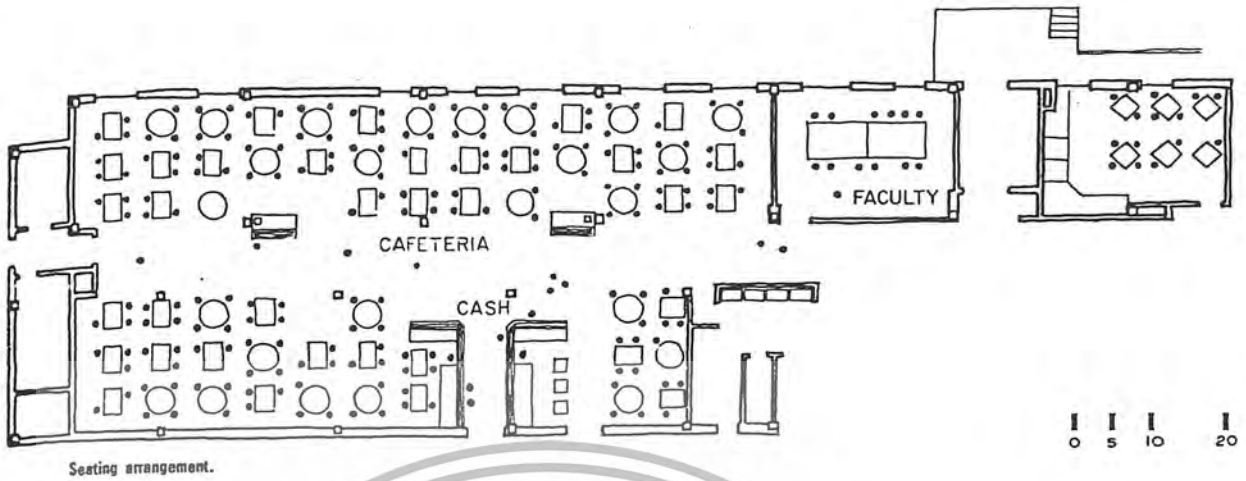 FACULTY
CAFETERIA
CASH
0 5 10 20
Seating arrangement.